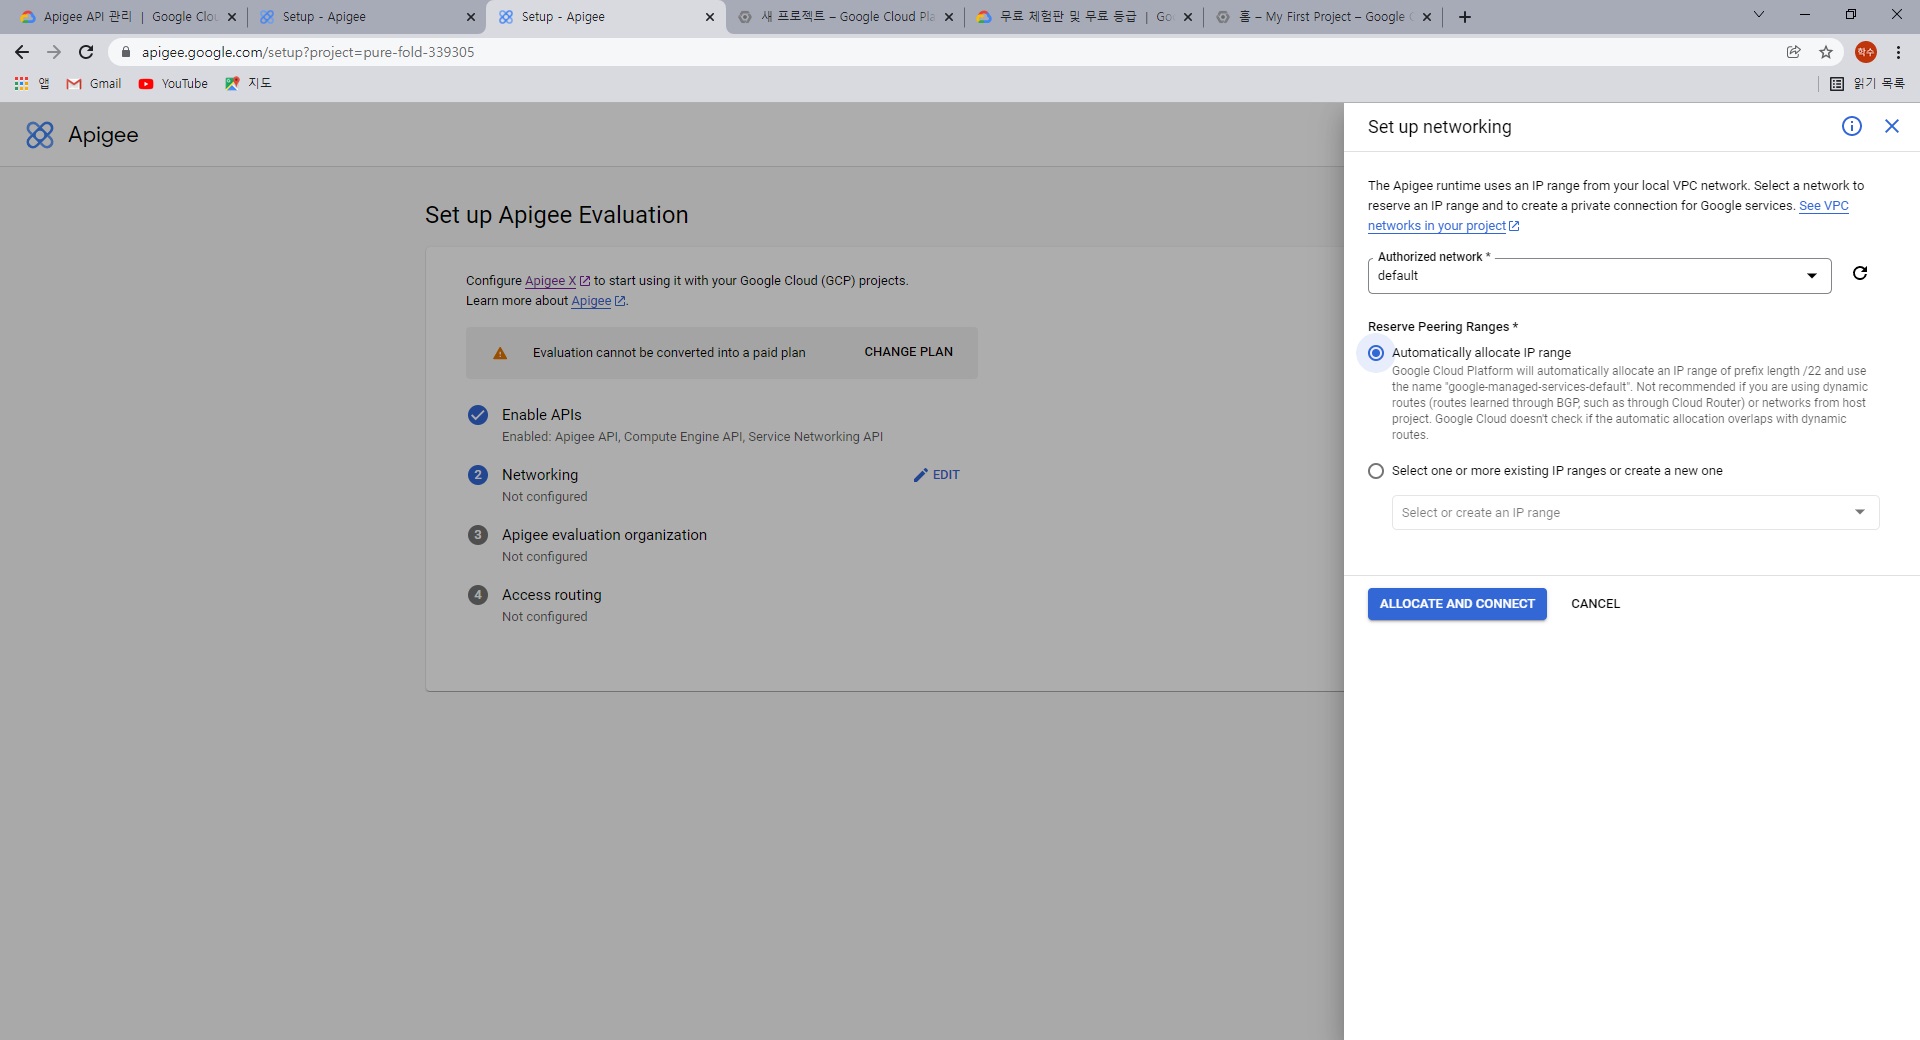 Apigee API 관리 | Google Clou
Setup - Apigee
Setup - Apigee
새 프로젝트 – Google Cloud Pla
무료 체험판 및 무료 등급 | Go
홈 – My First Project – Google C
apigee.google.com/setup?project=pure-fold-339305
학수
앱
Gmail
YouTube
지도
읽기 목록
Apigee
Set up Apigee Evaluation
Configure Apigee X to start using it with your Google Cloud (GCP) projects.
Learn more about Apigee.
Evaluation cannot be converted into a paid plan
CHANGE PLAN
Enable APIs
Enabled: Apigee API, Compute Engine API, Service Networking API
2 Networking
EDIT
Not configured
3 Apigee evaluation organization
Not configured
4 Access routing
Not configured
Set up networking
The Apigee runtime uses an IP range from your local VPC network. Select a network to
reserve an IP range and to create a private connection for Google services. See VPC
networks in your project
Authorized network *
default
Reserve Peering Ranges *
Automatically allocate IP range
Google Cloud Platform will automatically allocate an IP range of prefix length /22 and use
the name "google-managed-services-default". Not recommended if you are using dynamic
routes (routes learned through BGP, such as through Cloud Router) or networks from host
project. Google Cloud doesn't check if the automatic allocation overlaps with dynamic
routes.
Select one or more existing IP ranges or create a new one
Select or create an IP range
ALLOCATE AND CONNECT
CANCEL